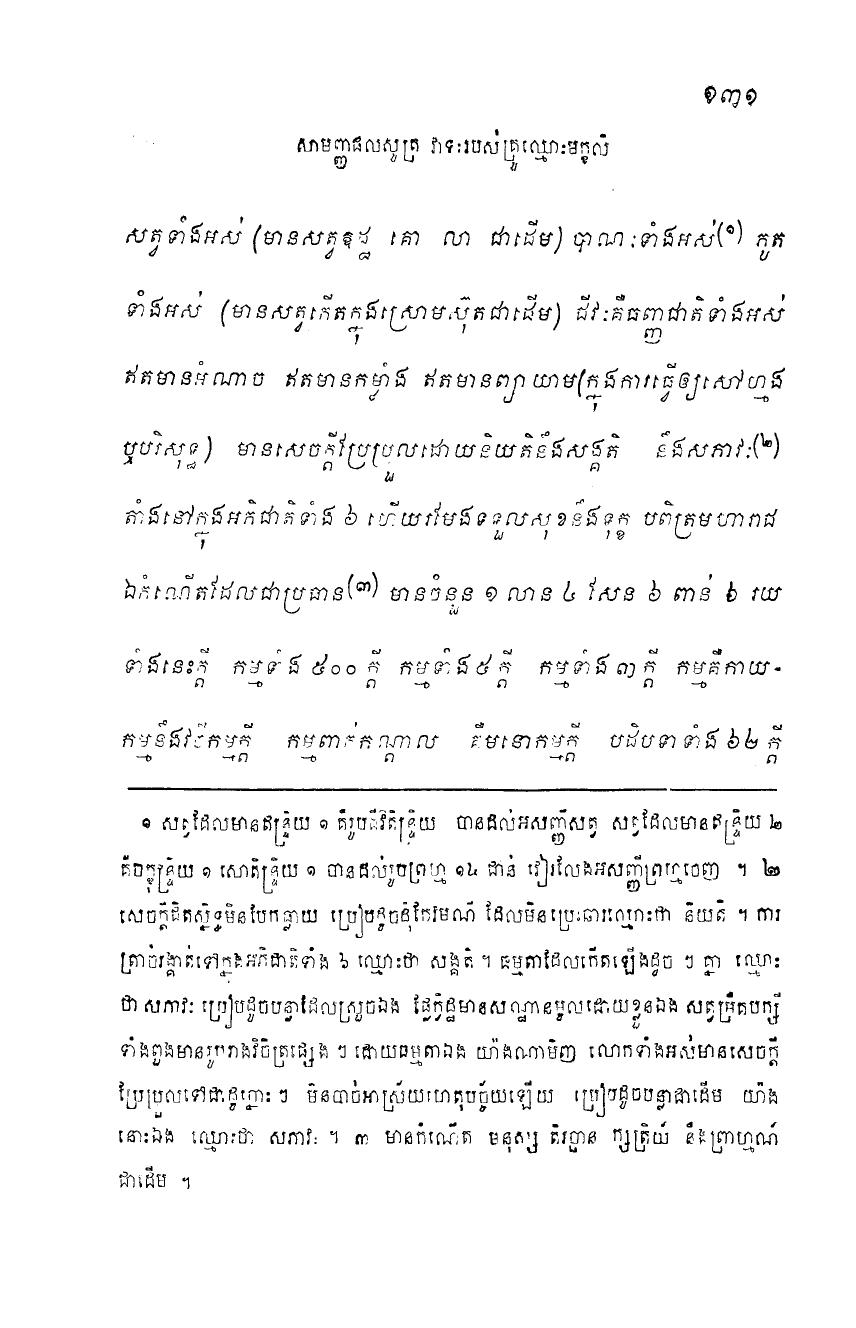 ១៣១
សាមញ្ញផលសូត្រ វាទៈរបស់គ្រូឈ្មោះមក្ខលិ
សត្វទាំងអស់ (មានសត្វឧដ្ឋ គោ លា ជាដើម) បាណៈទាំងអស់(១) ភូត
ទាំងអស់ (មានសត្វកើតក្នុងស្រោមស៊ុតជាដើម) ជីវៈគឺធញ្ញជាតិទាំងអស់
ឥតមានអំណាច ឥតមានកម្លាំង ឥតមានព្យាយាម(ក្នុងការធ្វើឲ្យសៅហ្មង
ឬបរិសុទ្ធ) មានសេចក្តីប្រែប្រួលដោយនិយតិនឹងសង្គតិ នឹងសភាវៈ(២)
តាំងនៅក្នុងអភិជាតិទាំង ៦ ហើយរមែងទទួលសុខនឹងទុក្ខ បពិត្រមហារាជ
ឯកំណើតដែលជាប្រធាន(៣) មានចំនួន ១ លាន ៤ សែន ៦ ពាន់ ៦ រយ
ទាំងនេះក្តី កម្មទាំង ៥០០ ក្តី កម្មទាំង៥ក្តី កម្មទាំង ៣ ក្តី កម្មគឺកាយ-
កម្មនឹងវចីកម្មក្តី កម្មពាក់កណ្តាល គឺមនោកម្មក្តី បដិបទាទាំង ៦២ ក្តី
១ សត្វដែលមានឥន្ទ្រិយ ១ គឺរូបជីវិតិន្ទ្រិយ បានដល់អសញ្ញីសត្វ សត្វដែលមានឥន្ទ្រិយ ២
គឺចក្ខុន្ទ្រិយ ១ សោតិន្ទ្រិយ ១ បានដល់រូបព្រហ្ម ១៤ ជាន់ វៀរលែងអសញ្ញីព្រហ្មចេញ ។ ២
សេចក្តីជិតស្និទ្ធមិនបែកធ្លាយ ប្រៀបដូចនុ៎កែវមណី ដែលមិនប្រេះឆារឈ្មោះថា និយតិ ។ ការ
ត្រាច់រង្គាត់ទៅក្នុងអភិជាតិទាំង ៦ ឈ្មោះថា សង្គតិ ។ ធម្មតាដែលកើតឡើងដូច ៗ គ្នា ឈ្មោះ
ថា សភាវៈ ប្រៀបដូចបន្លាដែលស្រួចឯង ផ្លែក្វិដ្ឋមានសណ្ឋានមូលដោយខ្លួនឯង សត្វម្រឹគបក្សី
ទាំងពួងមានរូបរាងវិចិត្រផ្សេង ៗ ដោយធម្មតាឯង យ៉ាងណាមិញ លោកទាំងអស់មានសេចក្តី
ប្រែប្រួលទៅជាដូច្នោះ ៗ មិនបាច់អាស្រ័យហេតុបច្ច័យឡើយ ប្រៀបដូចបន្លាជាដើម យ៉ាង
នោះឯង ឈ្មោះថា សភាវៈ ។ ៣ មានកំណើត មនុស្ស តិរច្ឆាន ក្សត្រិយ៍ នឹងព្រាហ្មណ៍
ជាដើម ។